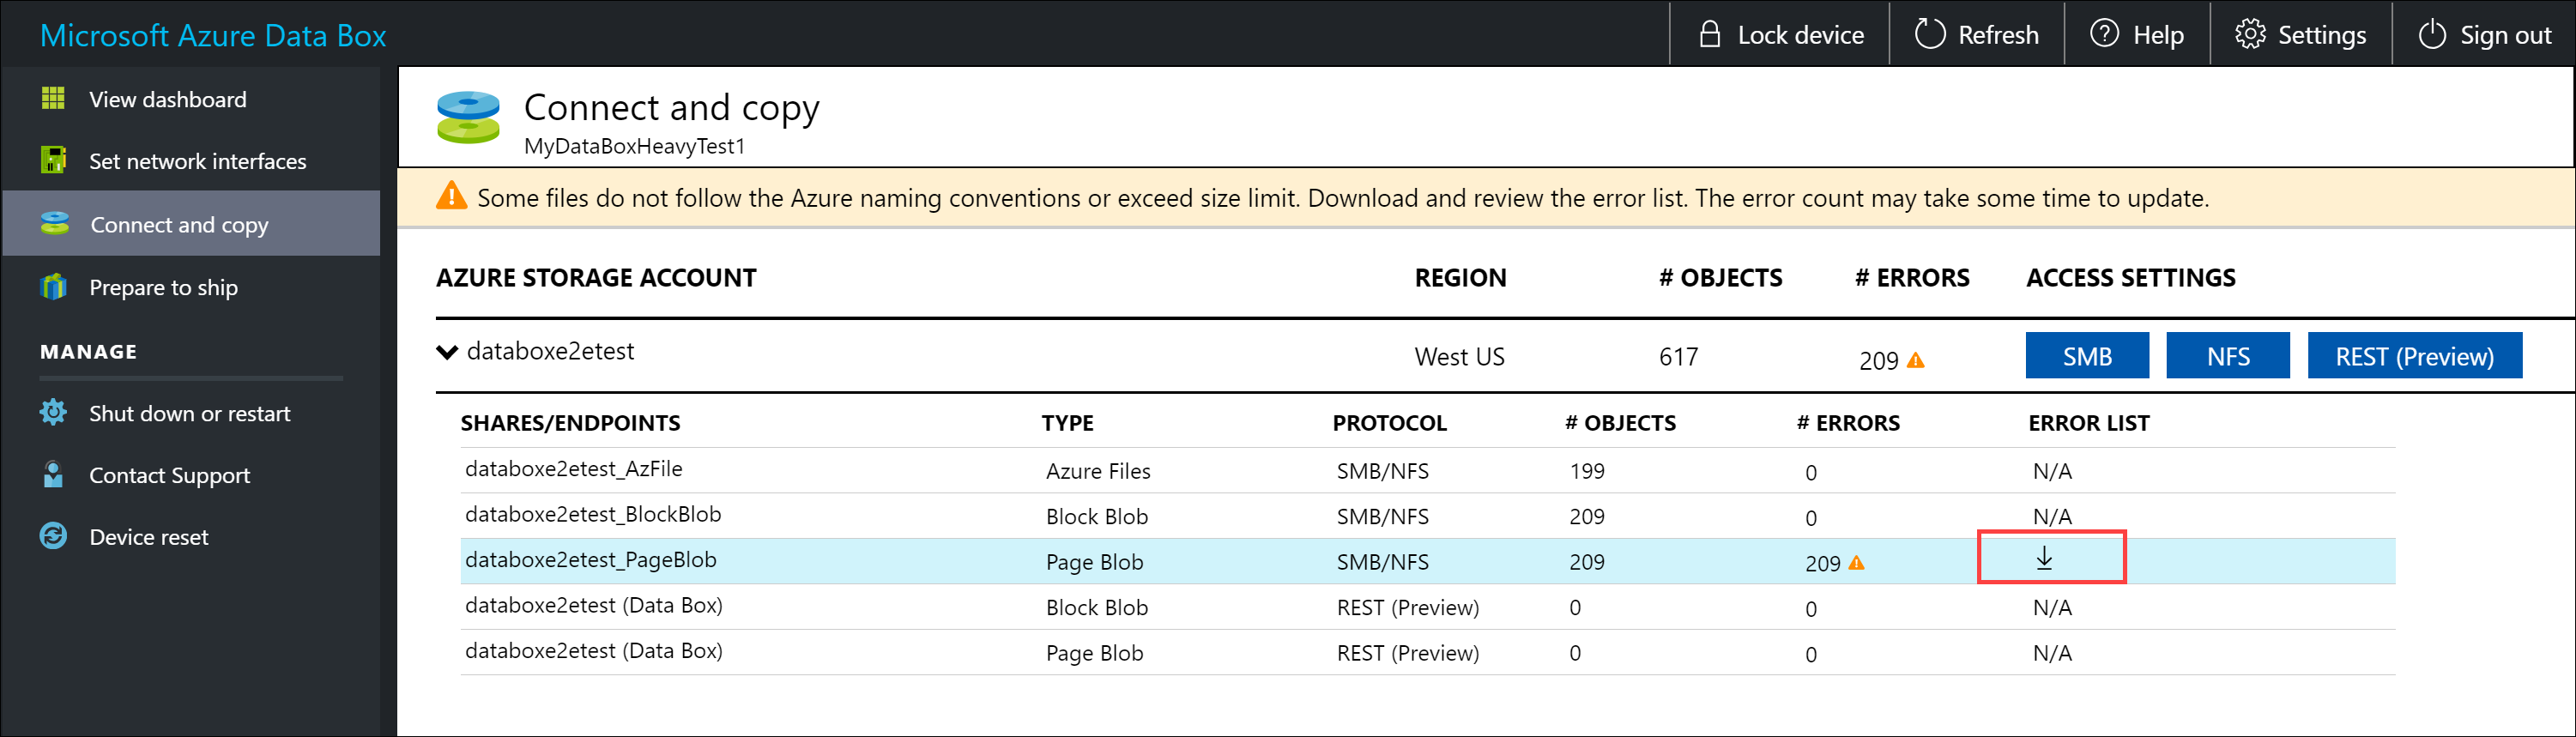 Microsoft Azure Data Box
Lock device
Refresh
Help
Settings
Sign out
View dashboard
Set network interfaces
Connect and copy
Prepare to ship
MANAGE
Shut down or restart
Contact Support
Device reset
Connect and copy
MyDataBoxHeavyTest1
Some files do not follow the Azure naming conventions or exceed size limit. Download and review the error list. The error count may take some time to update.
AZURE STORAGE ACCOUNT REGION # OBJECTS # ERRORS ACCESS SETTINGS
databoxe2etest West US 617 209 SMB NFS REST (Preview)
SHARES/ENDPOINTS TYPE PROTOCOL # OBJECTS # ERRORS ERROR LIST
databoxe2etest_AzFile Azure Files SMB/NFS 199 0 N/A
databoxe2etest_BlockBlob Block Blob SMB/NFS 209 0 N/A
databoxe2etest_PageBlob Page Blob SMB/NFS 209 209
databoxe2etest (Data Box) Block Blob REST (Preview) 0 0 N/A
databoxe2etest (Data Box) Page Blob REST (Preview) 0 0 N/A